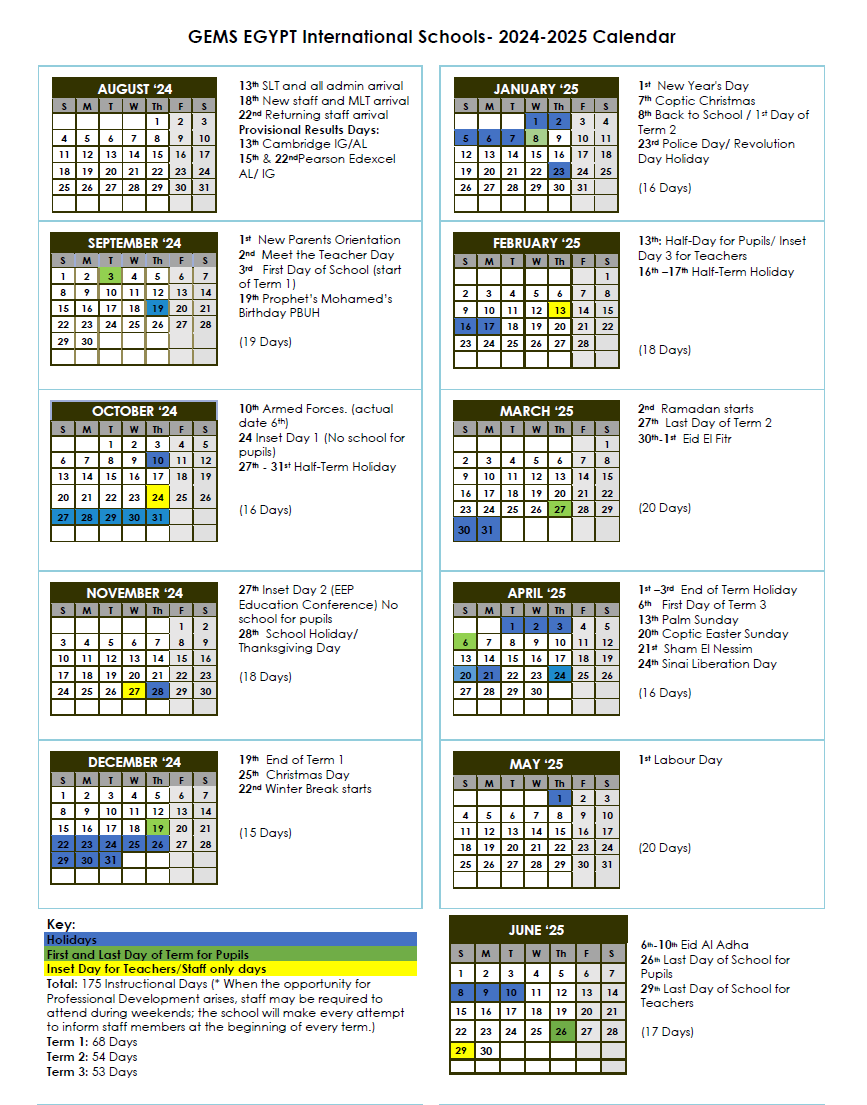 GEMS EGYPT International Schools- 2024-2025 Calendar
AUGUST ‘24
S M T W Th F S
1 2 3
4 5 6 7 8 9 10
11 12 13 14 15 16 17
18 19 20 21 22 23 24
25 26 27 28 29 30 31
13th SLT and all admin arrival
18th New staff and MLT arrival
22nd Returning staff arrival
Provisional Results Days:
13th Cambridge IG/AL
15th & 22ndPearson Edexcel
AL/ IG
SEPTEMBER ‘24
S M T W Th F S
1 2 3 4 5 6 7
8 9 10 11 12 13 14
15 16 17 18 19 20 21
22 23 24 25 26 27 28
29 30
1st New Parents Orientation
2nd Meet the Teacher Day
3rd First Day of School (start
of Term 1)
19th Prophet’s Mohamed’s
Birthday PBUH
(19 Days)
OCTOBER ‘24
S M T W Th F S
1 2 3 4 5
6 7 8 9 10 11 12
13 14 15 16 17 18 19
20 21 22 23 24 25 26
27 28 29 30 31
10th Armed Forces. (actual
date 6th)
24 Inset Day 1 (No school for
pupils)
27th - 31st Half-Term Holiday
(16 Days)
NOVEMBER ‘24
S M T W Th F S
1 2
3 4 5 6 7 8 9
10 11 12 13 14 15 16
17 18 19 20 21 22 23
24 25 26 27 28 29 30
27th Inset Day 2 (EEP
Education Conference) No
school for pupils
28th School Holiday/
Thanksgiving Day
(18 Days)
DECEMBER ‘24
S M T W Th F S
1 2 3 4 5 6 7
8 9 10 11 12 13 14
15 16 17 18 19 20 21
22 23 24 25 26 27 28
29 30 31
19th End of Term 1
25th Christmas Day
22nd Winter Break starts
(15 Days)
Key:
Holidays
First and Last Day of Term for Pupils
Inset Day for Teachers/Staff only days
Total: 175 Instructional Days (* When the opportunity for
Professional Development arises, staff may be required to
attend during weekends; the school will make every attempt
to inform staff members at the beginning of every term.)
Term 1: 68 Days
Term 2: 54 Days
Term 3: 53 Days
JANUARY ‘25
S M T W Th F S
1 2 3 4
5 6 7 8 9 10 11
12 13 14 15 16 17 18
19 20 21 22 23 24 25
26 27 28 29 30 31
1st New Year's Day
7th Coptic Christmas
8th Back to School / 1st Day of
Term 2
23rd Police Day/ Revolution
Day Holiday
(16 Days)
FEBRUARY ‘25
S M T W Th F S
1
2 3 4 5 6 7 8
9 10 11 12 13 14 15
16 17 18 19 20 21 22
23 24 25 26 27 28
13th: Half-Day for Pupils/ Inset
Day 3 for Teachers
16th –17th Half-Term Holiday
(18 Days)
MARCH ‘25
S M T W Th F S
1
2 3 4 5 6 7 8
9 10 11 12 13 14 15
16 17 18 19 20 21 22
23 24 25 26 27 28 29
30 31
2nd Ramadan starts
27th Last Day of Term 2
30th-1st Eid El Fitr
(20 Days)
APRIL ‘25
S M T W Th F S
1 2 3 4 5
6 7 8 9 10 11 12
13 14 15 16 17 18 19
20 21 22 23 24 25 26
27 28 29 30
1st –3rd End of Term Holiday
6th First Day of Term 3
13th Palm Sunday
20th Coptic Easter Sunday
21st Sham El Nessim
24th Sinai Liberation Day
(16 Days)
MAY ‘25
S M T W Th F S
1 2 3
4 5 6 7 8 9 10
11 12 13 14 15 16 17
18 19 20 21 22 23 24
25 26 27 28 29 30 31
1st Labour Day
(20 Days)
JUNE ‘25
S M T W Th F S
1 2 3 4 5 6 7
8 9 10 11 12 13 14
15 16 17 18 19 20 21
22 23 24 25 26 27 28
29 30
6th-10th Eid Al Adha
26th Last Day of School for
Pupils
29th Last Day of School for
Teachers
(17 Days)